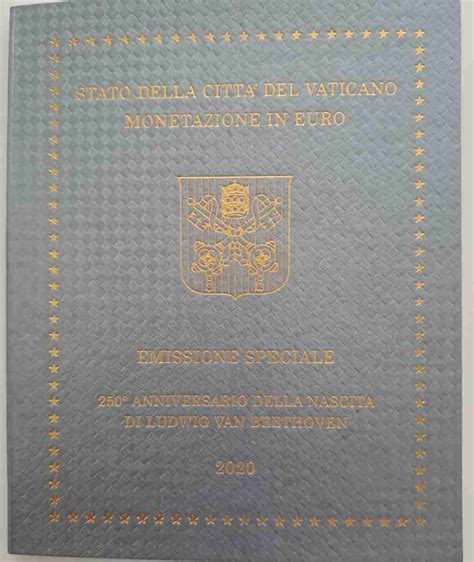 STATO DELLA CITTA' DEL VATICANO
MONETAZIONE IN EURO
EMISSIONE SPECIALE
250° ANNIVERSARIO DELLA NASCITA
DI LUDWIG VAN BEETHOVEN
2020